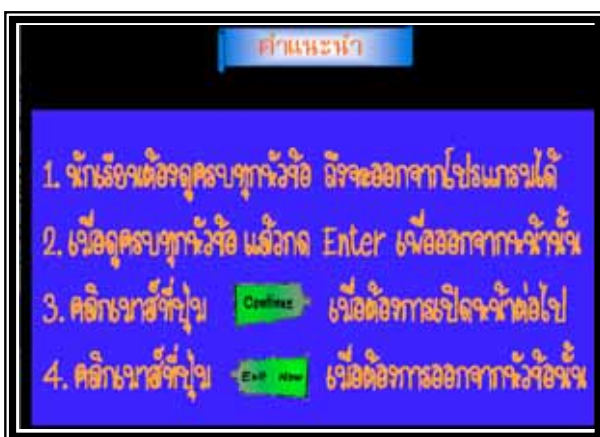 คำแนะนำ
1. นักเรียนต้องดูครบทุกหัวข้อ ถึงจะออกจากโปรแกรมได้
2. เมื่อดูครบทุกหัวข้อ แล้วกด Enter เพื่อออกจากหน้านั้น
3. คลิกเมาส์ที่ปุ่ม Continue เมื่อต้องการเปิดหน้าต่อไป
4. คลิกเมาส์ที่ปุ่ม Exit Now เมื่อต้องการออกจากหัวข้อนั้น